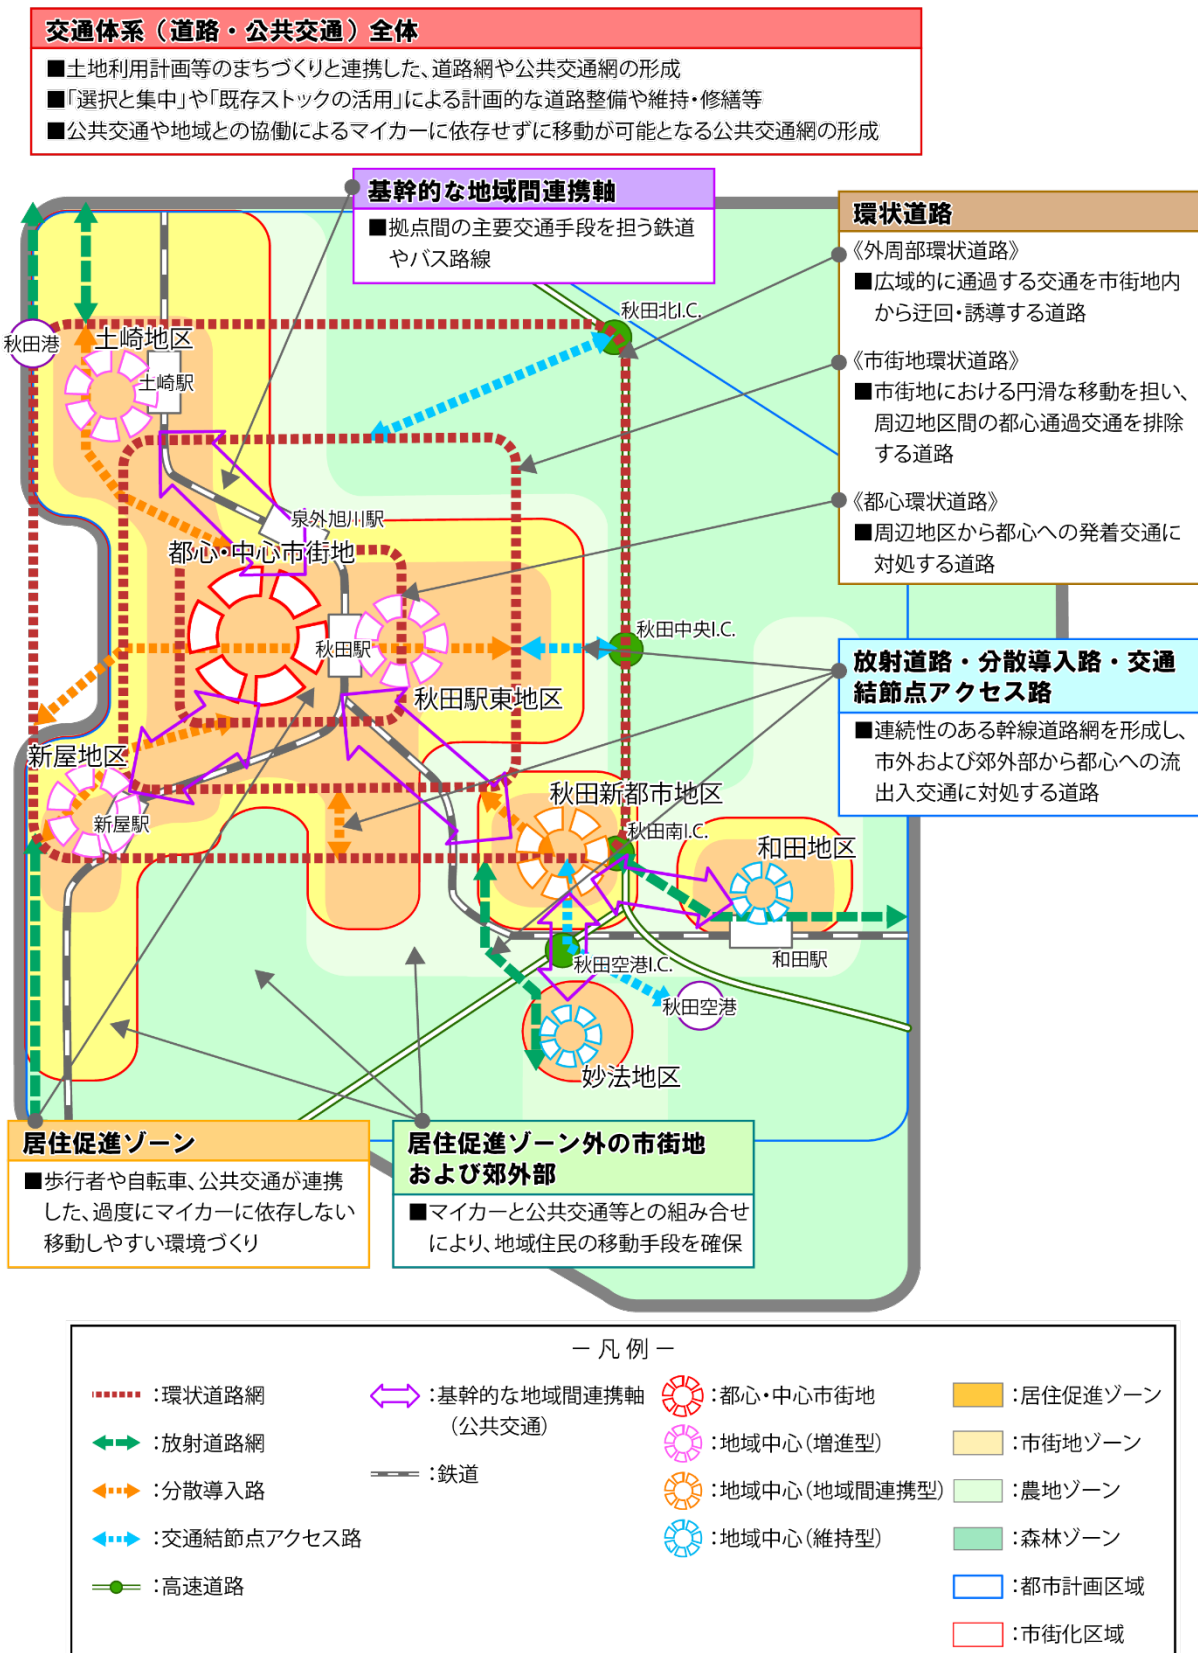 交通体系（道路・公共交通）全体
■土地利用計画等のまちづくりと連携した、道路網や公共交通網の形成
■「選択と集中」や「既存ストックの活用」による計画的な道路整備や維持・修繕等
■公共交通や地域との協働によるマイカーに依存せずに移動が可能となる公共交通網の形成
基幹的な地域間連携軸
■拠点間の主要交通手段を担う鉄道
やバス路線
環状道路
《外周部環状道路》
■広域的に通過する交通を市街地内
から迂回・誘導する道路
《市街地環状道路》
■市街地における円滑な移動を担い、
周辺地区間の都心通過交通を排除
する道路
《都心環状道路》
■周辺地区から都心への発着交通に
対処する道路
放射道路・分散導入路・交通
結節点アクセス路
■連続性のある幹線道路網を形成し、
市外および郊外部から都心への流
出入交通に対処する道路
秋田北I.C.
秋田港
土崎地区
土崎駅
泉外旭川駅
都心・中心市街地
秋田駅
秋田中央I.C.
秋田駅東地区
新屋地区
新屋駅
秋田新都市地区
秋田南I.C.
和田地区
和田駅
秋田空港I.C.
秋田空港
妙法地区
居住促進ゾーン
■歩行者や自転車、公共交通が連携
した、過度にマイカーに依存しない
移動しやすい環境づくり
居住促進ゾーン外の市街地
および郊外部
■マイカーと公共交通等との組み合せ
により、地域住民の移動手段を確保
－凡例－
：環状道路網
：放射道路網
：分散導入路
：交通結節点アクセス路
：高速道路
：基幹的な地域間連携軸
（公共交通）
：鉄道
：都心・中心市街地
：地域中心（増進型）
：地域中心（地域間連携型）
：地域中心（維持型）
：居住促進ゾーン
：市街地ゾーン
：農地ゾーン
：森林ゾーン
：都市計画区域
：市街化区域